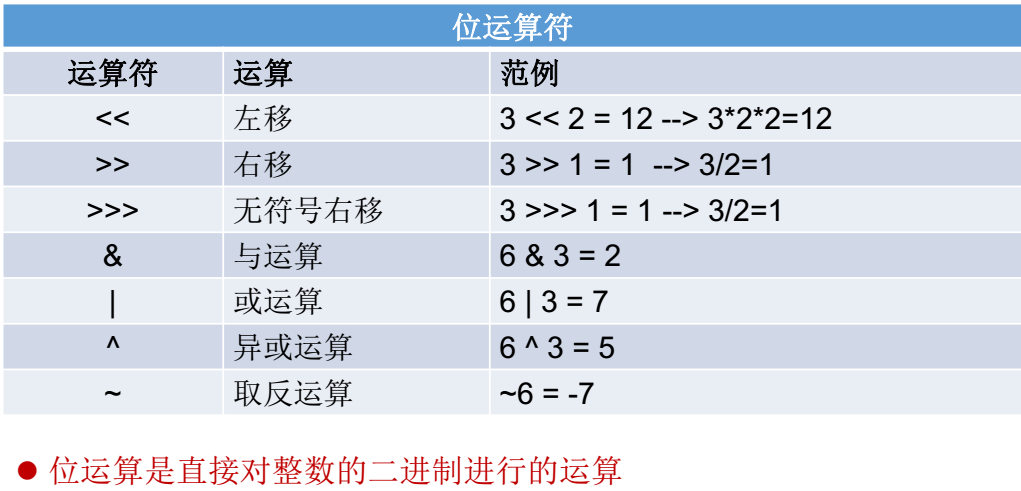 位运算符
运算符 运算 范例
<< 左移 3 << 2 = 12 --> 3*2*2=12
>> 右移 3 >> 1 = 1 --> 3/2=1
>>> 无符号右移 3 >>> 1 = 1 --> 3/2=1
& 与运算 6 & 3 = 2
| 或运算 6 | 3 = 7
^ 异或运算 6 ^ 3 = 5
~ 取反运算 ~6 = -7
● 位运算是直接对整数的二进制进行的运算